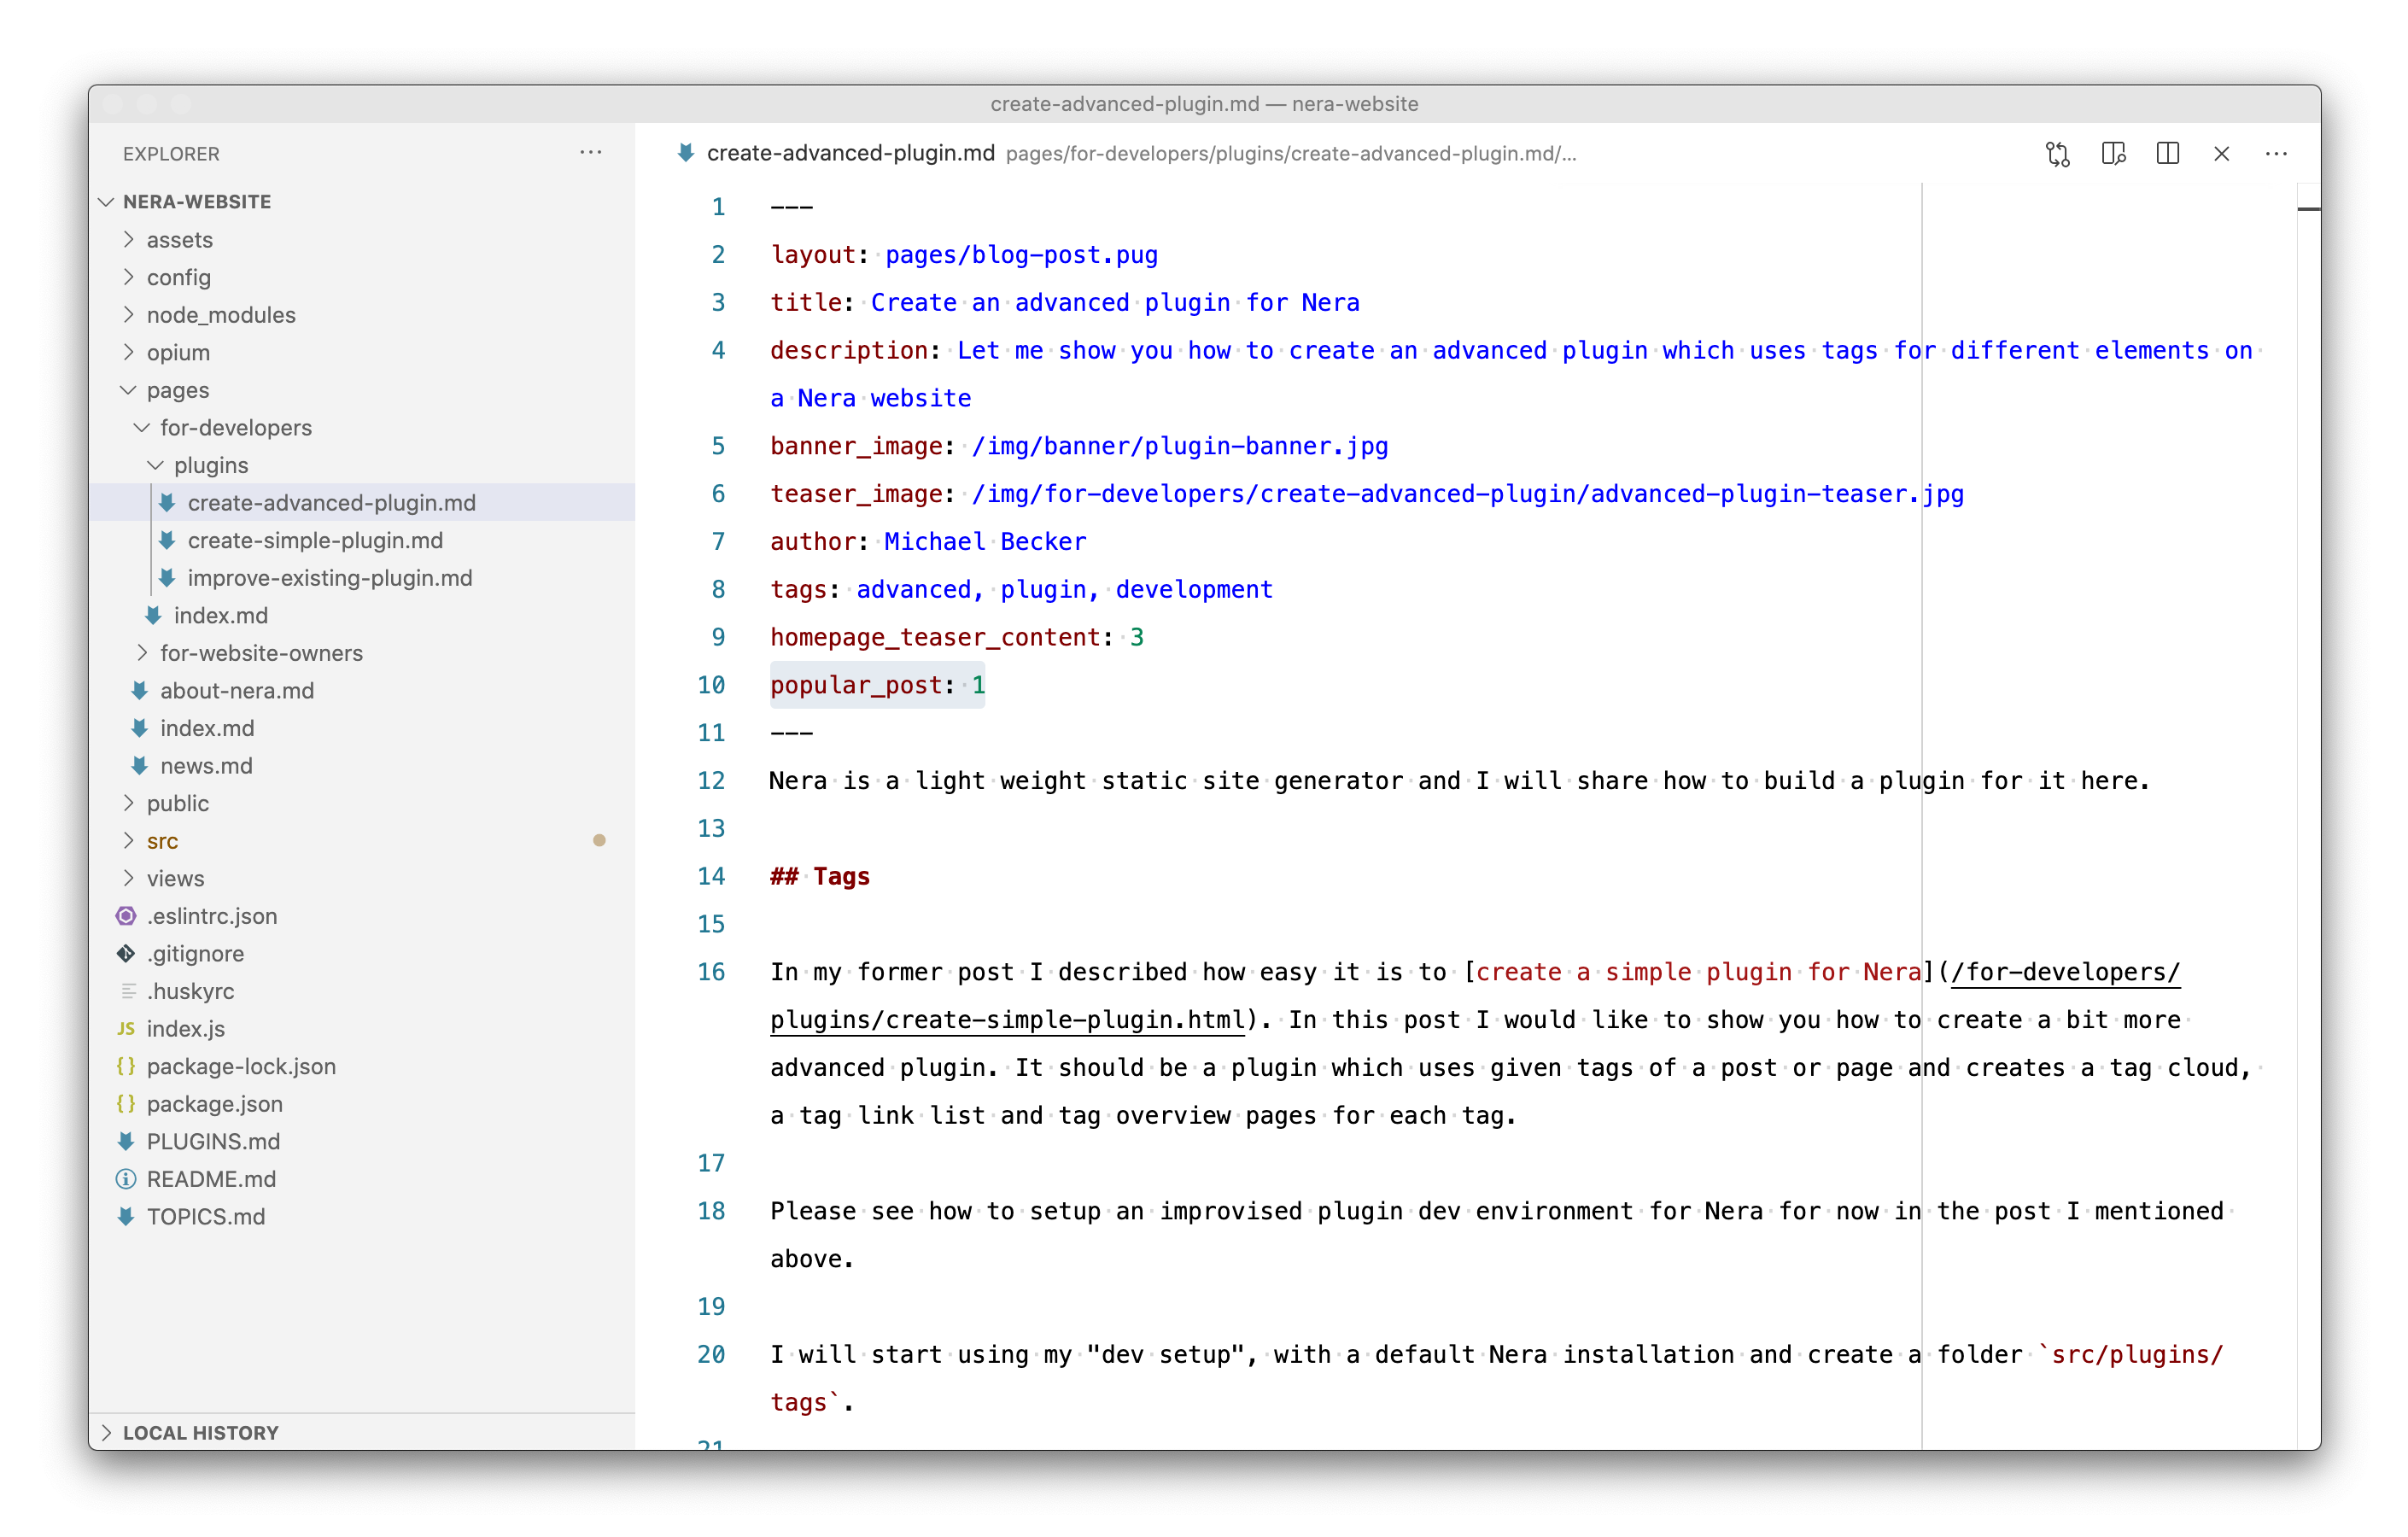 create-advanced-plugin.md — nera-website
EXPLORER
NERA-WEBSITE
assets
config
node_modules
opium
pages
for-developers
plugins
create-advanced-plugin.md
create-simple-plugin.md
improve-existing-plugin.md
index.md
for-website-owners
about-nera.md
index.md
news.md
public
src
views
.eslintrc.json
.gitignore
.huskyrc
JS index.js
{} package-lock.json
{} package.json
PLUGINS.md
README.md
TOPICS.md
LOCAL HISTORY
create-advanced-plugin.md pages/for-developers/plugins/create-advanced-plugin.md/...
1 ---
2 layout: pages/blog-post.pug
3 title: Create an advanced plugin for Nera
4 description: Let me show you how to create an advanced plugin which uses tags for different elements on
a Nera website
5 banner_image: /img/banner/plugin-banner.jpg
6 teaser_image: /img/for-developers/create-advanced-plugin/advanced-plugin-teaser.jpg
7 author: Michael Becker
8 tags: advanced, plugin, development
9 homepage_teaser_content: 3
10 popular_post: 1
11 ---
12 Nera is a light weight static site generator and I will share how to build a plugin for it here.
13
14 ## Tags
15
16 In my former post I described how easy it is to [create a simple plugin for Nera](/for-developers/
plugins/create-simple-plugin.html). In this post I would like to show you how to create a bit more
advanced plugin. It should be a plugin which uses given tags of a post or page and creates a tag cloud,
a tag link list and tag overview pages for each tag.
17
18 Please see how to setup an improvised plugin dev environment for Nera for now in the post I mentioned
above.
19
20 I will start using my "dev setup", with a default Nera installation and create a folder `src/plugins/
tags`.
21